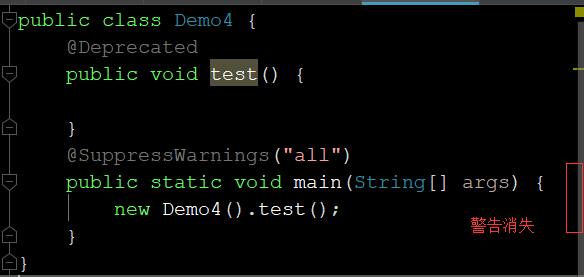 public class Demo4 {
@Deprecated
public void test() {
}
@SuppressWarnings("all")
public static void main(String[] args) {
new Demo4().test();
警告消失
}
}